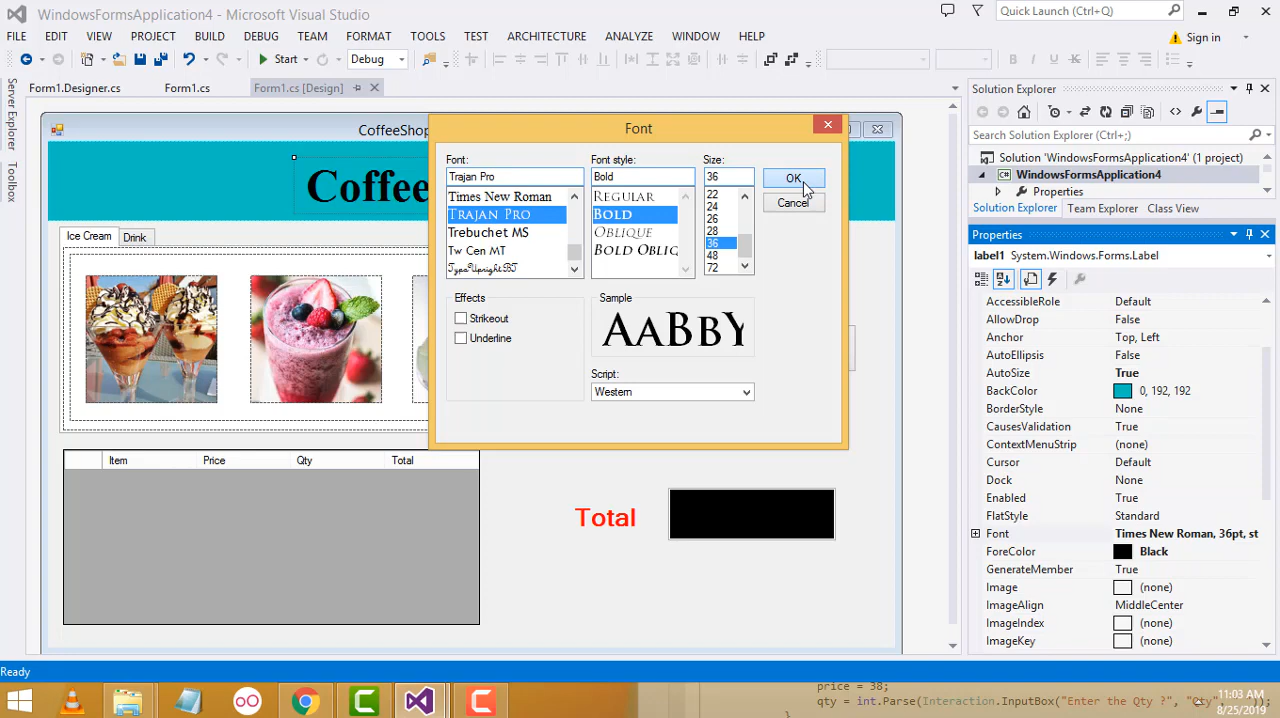 WindowsFormsApplication4 - Microsoft Visual Studio
Quick Launch (Ctrl+Q)
FILE EDIT VIEW PROJECT BUILD DEBUG TEAM FORMAT TOOLS TEST ARCHITECTURE ANALYZE WINDOW HELP
Sign in
Start
Debug
Form1.Designer.cs
Form1.cs
Form1.cs [Design]
Server Explorer
Toolbox
CoffeeShop
Coffee
Ice Cream
Drink
Item Price Qty Total
Total
Font
Font:
Font style:
Size:
Trajan Pro
Bold
36
OK
Cancel
Times New Roman
Trajan Pro
Trebuchet MS
Tw Cen MT
TypoUpright BT
Regular
Bold
Oblique
Bold Obliq
22
24
26
28
36
48
72
Effects
Strikeout
Underline
Sample
AaBbY
Script:
Western
Solution Explorer
Search Solution Explorer (Ctrl+;)
Solution 'WindowsFormsApplication4' (1 project)
C# WindowsFormsApplication4
Properties
Solution Explorer Team Explorer Class View
Properties
label1 System.Windows.Forms.Label
AccessibleRole Default
AllowDrop False
Anchor Top, Left
AutoEllipsis False
AutoSize True
BackColor 0, 192, 192
BorderStyle None
CausesValidation True
ContextMenuStrip (none)
Cursor Default
Dock None
Enabled True
FlatStyle Standard
Font Times New Roman, 36pt, st
ForeColor Black
GenerateMember True
Image (none)
ImageAlign MiddleCenter
ImageIndex (none)
ImageKey (none)
Ready
price = 38;
qty = int.Parse(Interaction.InputBox("Enter the Qty ?", "Qty"
}
11:03 AM
8/25/2019